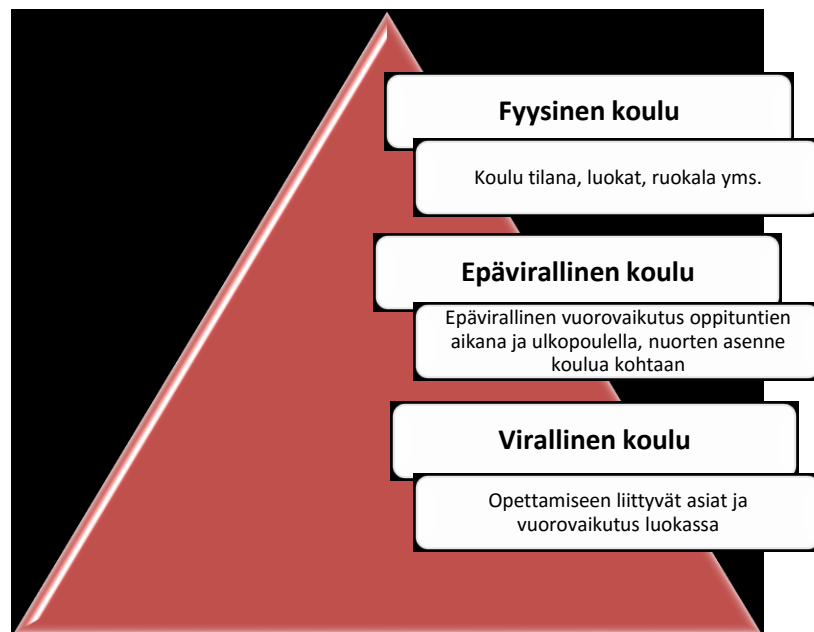 Fyysinen koulu
Koulu tilana, luokat, ruokala yms.
Epävirallinen koulu
Epävirallinen vuorovaikutus oppituntien
aikana ja ulkopoulella, nuorten asenne
koulua kohtaan
Virallinen koulu
Opettamiseen liittyvät asiat ja
vuorovaikutus luokassa